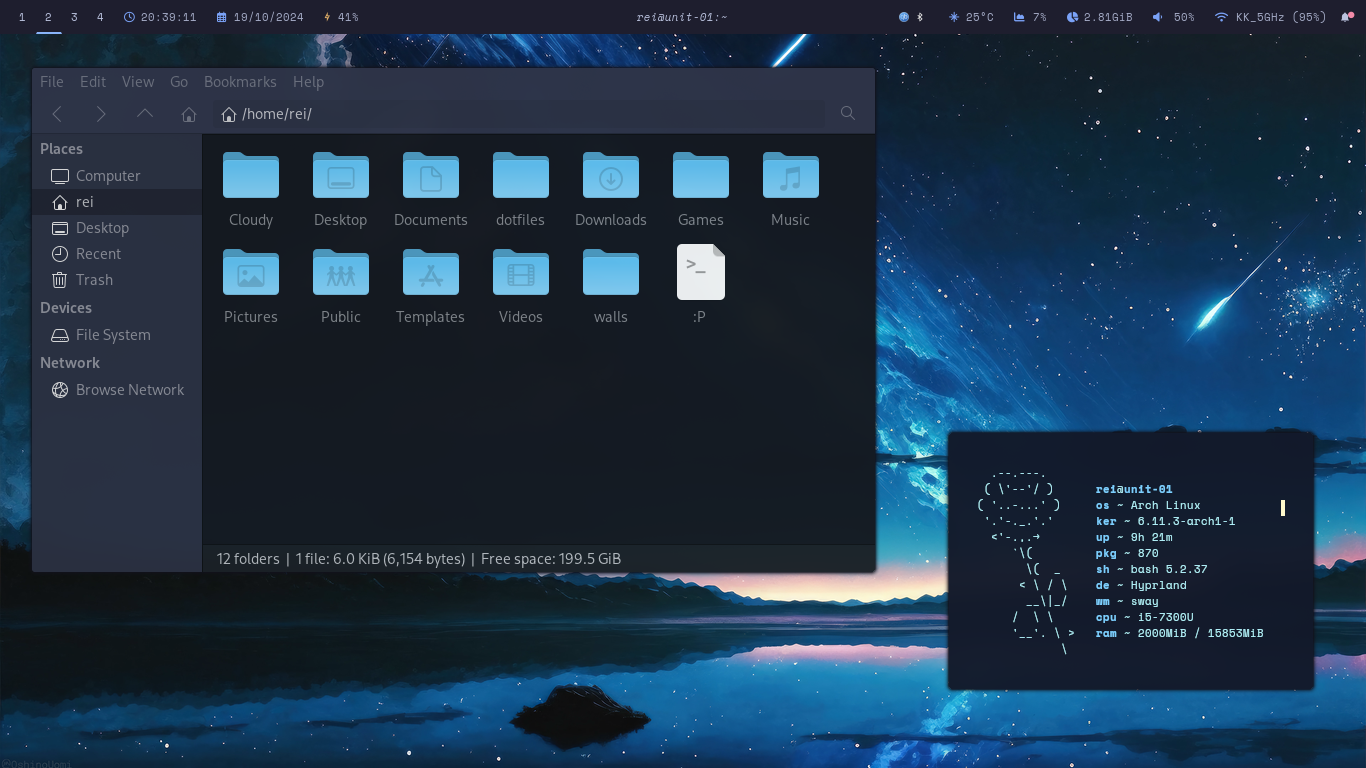 1 2 3 4 20:39:11 19/10/2024 41% rei@unit-01:~ 25°C 7% 2.81GiB 50% KK_5GHz (95%)
File Edit View Go Bookmarks Help
/home/rei/
Places
Computer
rei
Desktop
Recent
Trash
Devices
File System
Network
Browse Network
Cloudy Desktop Documents dotfiles Downloads Games Music
>_
Pictures Public Templates Videos walls :P
12 folders | 1 file: 6.0 KiB (6,154 bytes) | Free space: 199.5 GiB
rei@unit-01
os ~ Arch Linux
ker ~ 6.11.3-arch1-1
up ~ 9h 21m
pkg ~ 870
sh ~ bash 5.2.37
de ~ Hyprland
wm ~ sway
cpu ~ i5-7300U
ram ~ 2000MiB / 15853MiB